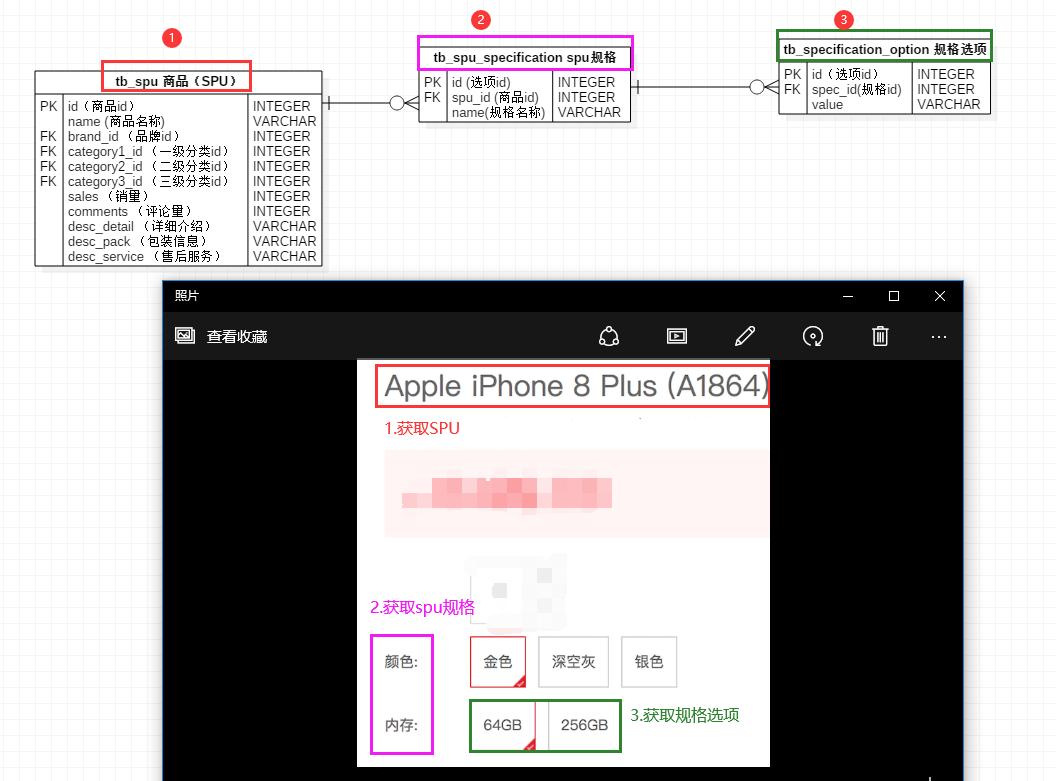 1
2
3
tb_spu 商品（SPU）
PK id（商品id） INTEGER
name (商品名称) VARCHAR
FK brand_id （品牌id） INTEGER
FK category1_id （一级分类id） INTEGER
FK category2_id （二级分类id） INTEGER
FK category3_id （三级分类id） INTEGER
sales （销量） INTEGER
comments （评论量） INTEGER
desc_detail （详细介绍） VARCHAR
desc_pack （包装信息） VARCHAR
desc_service （售后服务） VARCHAR
tb_spu_specification spu规格
PK id (选项id) INTEGER
FK spu_id (商品id) INTEGER
name(规格名称) VARCHAR
tb_specification_option 规格选项
PK id（选项id） INTEGER
FK spec_id(规格id) INTEGER
value VARCHAR
照片
查看收藏
Apple iPhone 8 Plus (A1864)
1.获取SPU
2.获取spu规格
颜色: 金色 深空灰 银色
内存: 64GB 256GB
3.获取规格选项